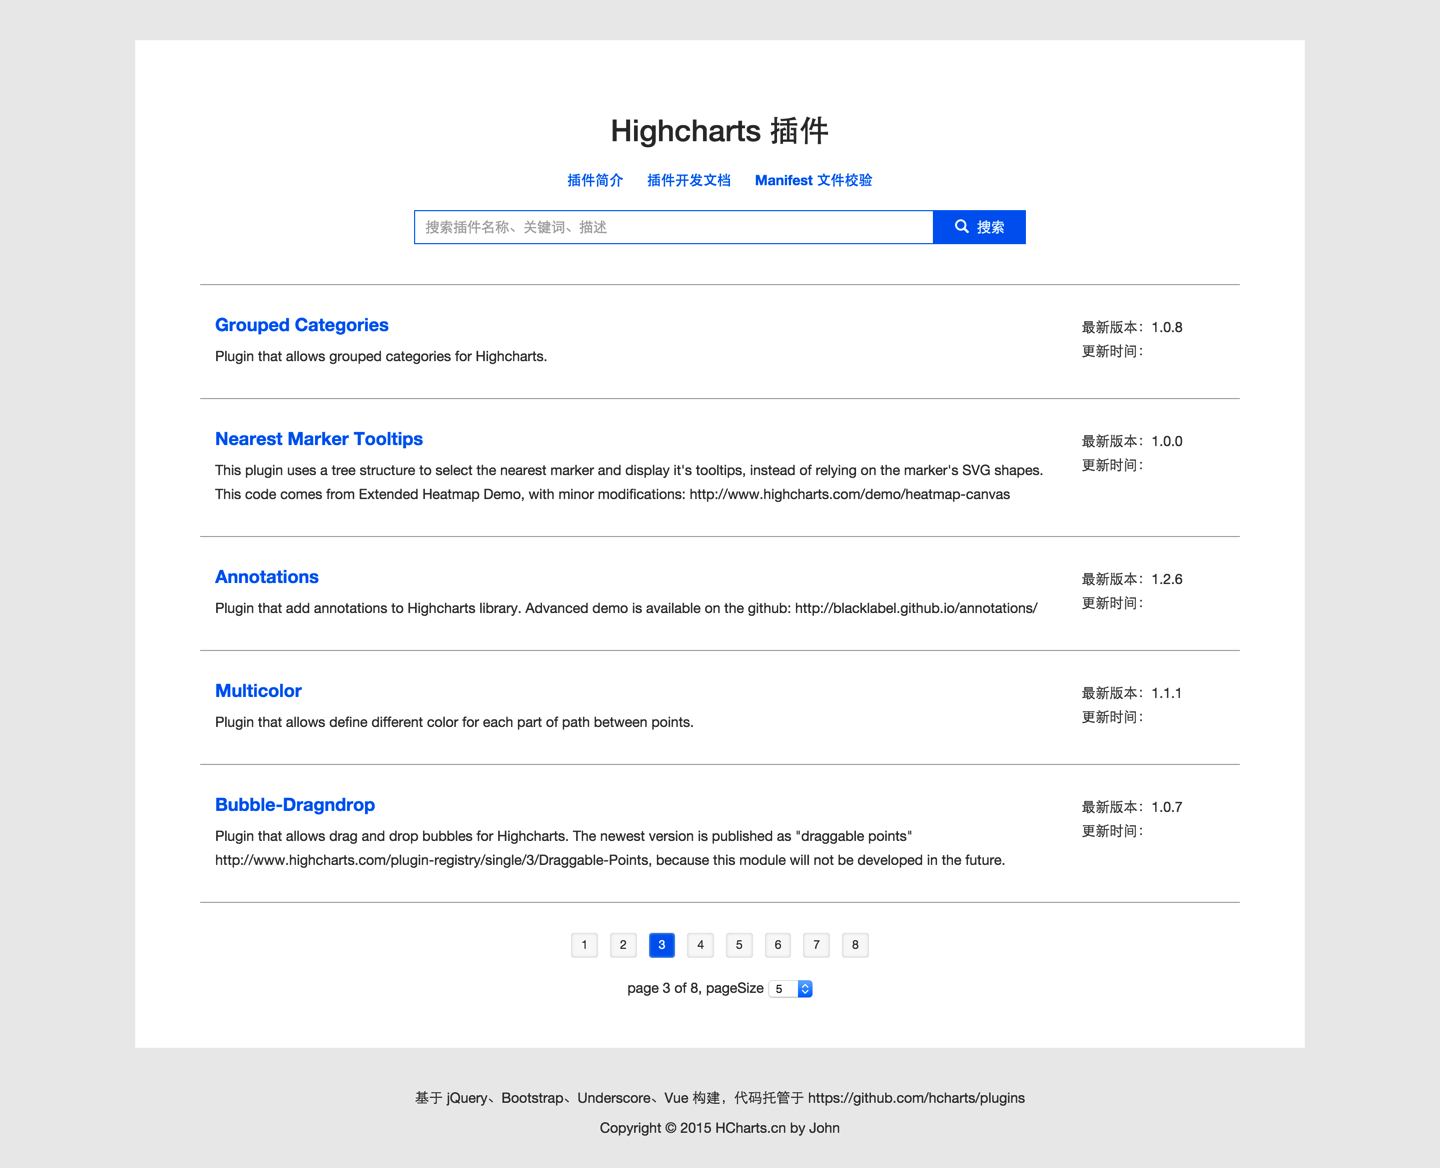 Highcharts 插件
插件简介 插件开发文档 Manifest 文件校验
搜索插件名称、关键词、描述 搜索
Grouped Categories
Plugin that allows grouped categories for Highcharts.
最新版本：1.0.8
更新时间：
Nearest Marker Tooltips
This plugin uses a tree structure to select the nearest marker and display it's tooltips, instead of relying on the marker's SVG shapes.
This code comes from Extended Heatmap Demo, with minor modifications: http://www.highcharts.com/demo/heatmap-canvas
最新版本：1.0.0
更新时间：
Annotations
Plugin that add annotations to Highcharts library. Advanced demo is available on the github: http://blacklabel.github.io/annotations/
最新版本：1.2.6
更新时间：
Multicolor
Plugin that allows define different color for each part of path between points.
最新版本：1.1.1
更新时间：
Bubble-Dragndrop
Plugin that allows drag and drop bubbles for Highcharts. The newest version is published as "draggable points"
http://www.highcharts.com/plugin-registry/single/3/Draggable-Points, because this module will not be developed in the future.
最新版本：1.0.7
更新时间：
1 2 3 4 5 6 7 8
page 3 of 8, pageSize 5
基于 jQuery、Bootstrap、Underscore、Vue 构建，代码托管于 https://github.com/hcharts/plugins
Copyright © 2015 HCharts.cn by John